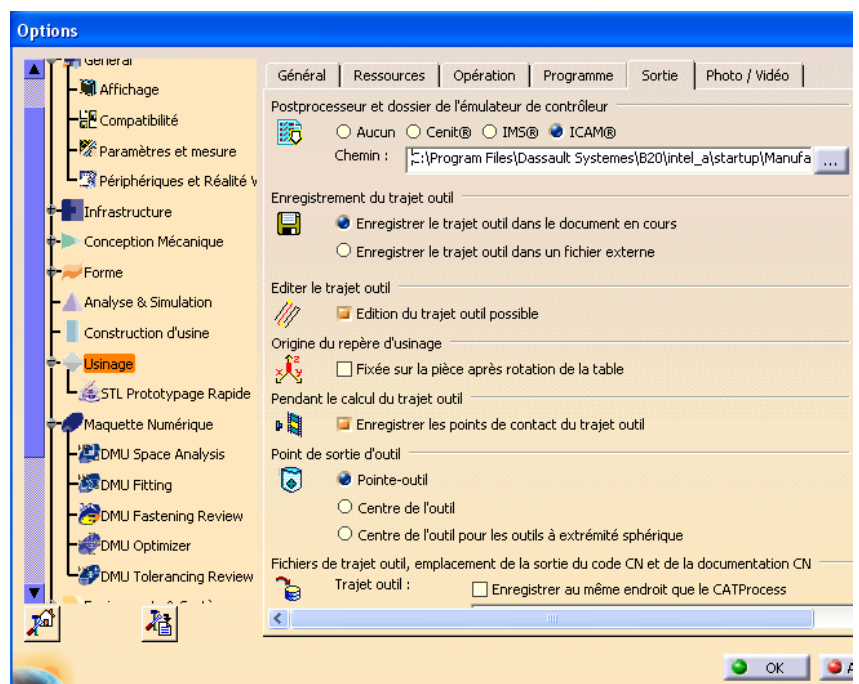 Options
General
Affichage
Compatibilité
Paramètres et mesure
Périphériques et Réalité
Infrastructure
Conception Mécanique
Forme
Analyse & Simulation
Construction d'usine
Usinage
STL Prototypage Rapide
Maquette Numérique
DMU Space Analysis
DMU Fitting
DMU Fastening Review
DMU Optimizer
DMU Tolerancing Review
Général Ressources Opération Programme Sortie Photo / Vidéo
Postprocesseur et dossier de l'émulateur de contrôleur
Aucun Cenit® IMS® ICAM®
Chemin : C:\Program Files\Dassault Systemes\B20\intel_a\startup\Manufa ...
Enregistrement du trajet outil
Enregistrer le trajet outil dans le document en cours
Enregistrer le trajet outil dans un fichier externe
Editer le trajet outil
Edition du trajet outil possible
Origine du repère d'usinage
Fixée sur la pièce après rotation de la table
Pendant le calcul du trajet outil
Enregistrer les points de contact du trajet outil
Point de sortie d'outil
Pointe-outil
Centre de l'outil
Centre de l'outil pour les outils à extrémité sphérique
Fichiers de trajet outil, emplacement de la sortie du code CN et de la documentation CN
Trajet outil : Enregistrer au même endroit que le CATProcess
OK A